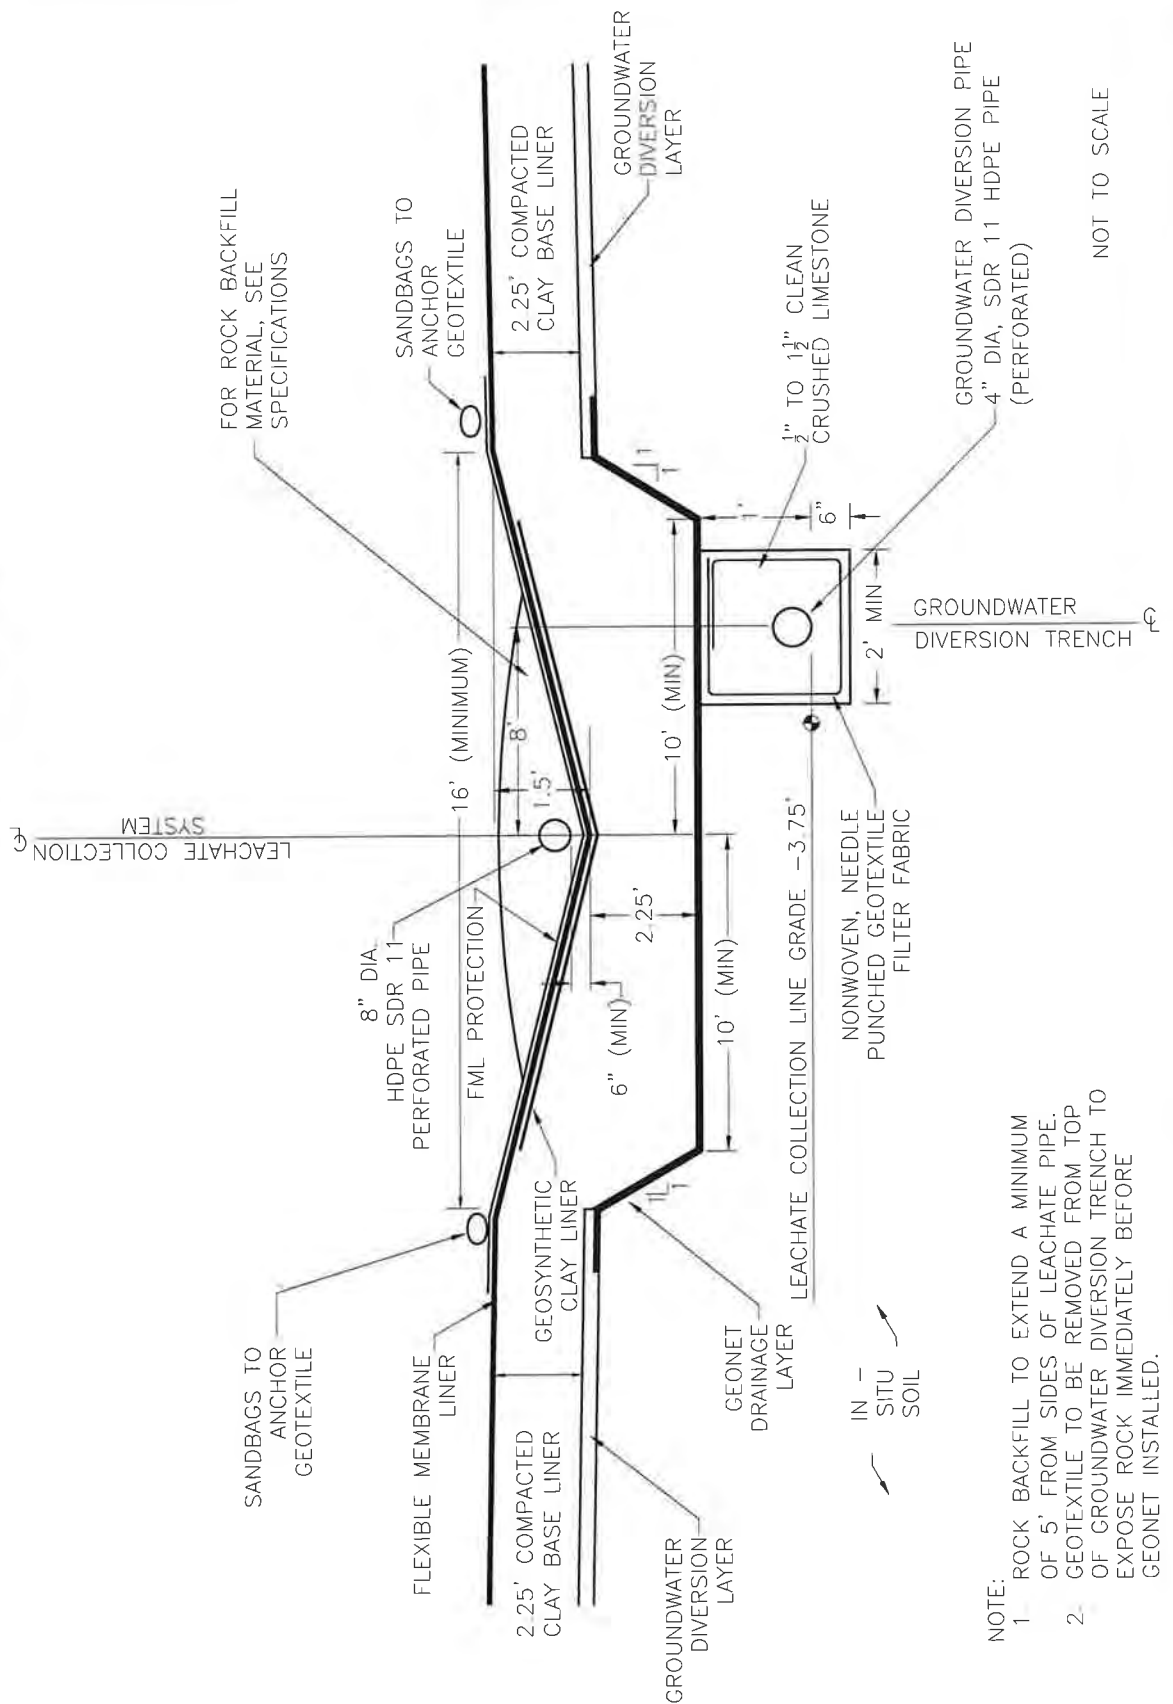 LEACHATE COLLECTION
SYSTEM
FOR ROCK BACKFILL
MATERIAL, SEE
SPECIFICATIONS
SANDBAGS TO
ANCHOR
GEOTEXTILE
8" DIA.
HDPE SDR 11
PERFORATED PIPE
SANDBAGS TO
ANCHOR
GEOTEXTILE
FLEXIBLE MEMBRANE
LINER
FML PROTECTION
16' (MINIMUM)
8'
1.5'
2.25' COMPACTED
CLAY BASE LINER
GEOSYNTHETIC
CLAY LINER
2.25' COMPACTED
CLAY BASE LINER
6" (MIN)
2.25'
GROUNDWATER
DIVERSION
LAYER
1
1
10' (MIN)
10' (MIN)
1
1
GROUNDWATER
DIVERSION
LAYER
GEONET
DRAINAGE
LAYER
1'
6"
1/2" TO 1 1/2" CLEAN
CRUSHED LIMESTONE
LEACHATE COLLECTION LINE GRADE -3.75'
2' MIN
NONWOVEN, NEEDLE
PUNCHED GEOTEXTILE
FILTER FABRIC
IN -
SITU
SOIL
GROUNDWATER
DIVERSION TRENCH
GROUNDWATER DIVERSION PIPE
4" DIA, SDR 11 HDPE PIPE
(PERFORATED)
NOT TO SCALE
NOTE:
1 ROCK BACKFILL TO EXTEND A MINIMUM
OF 5' FROM SIDES OF LEACHATE PIPE.
2- GEOTEXTILE TO BE REMOVED FROM TOP
OF GROUNDWATER DIVERSION TRENCH TO
EXPOSE ROCK IMMEDIATELY BEFORE
GEONET INSTALLED.